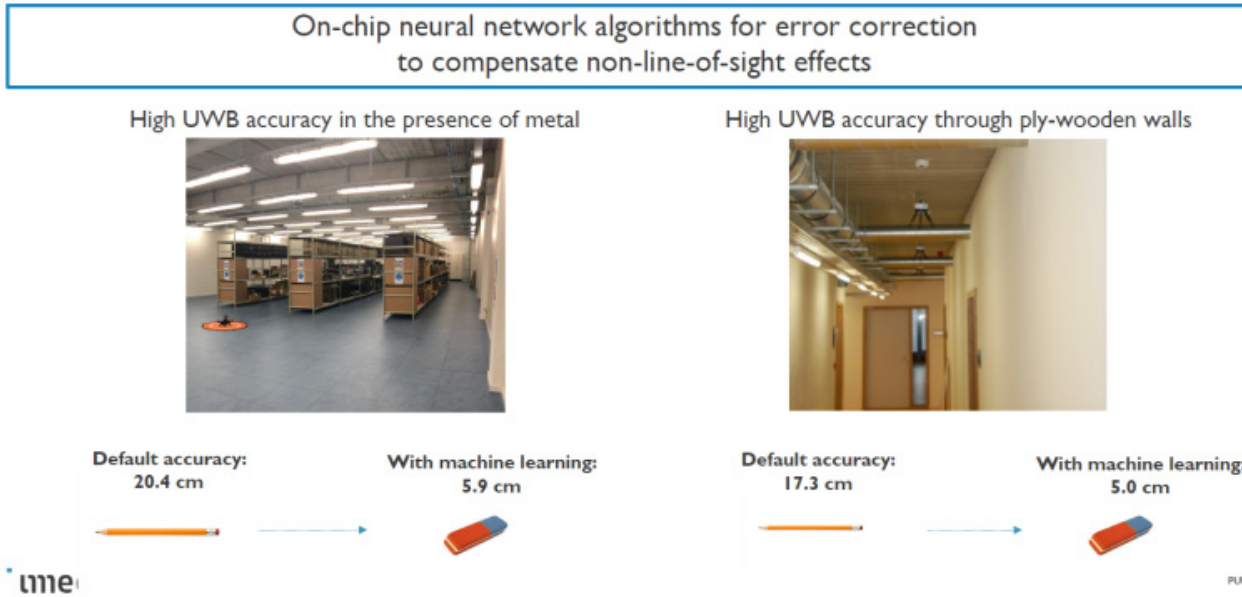 On-chip neural network algorithms for error correction
to compensate non-line-of-sight effects
High UWB accuracy in the presence of metal
High UWB accuracy through ply-wooden walls
Default accuracy:
20.4 cm
With machine learning:
5.9 cm
Default accuracy:
17.3 cm
With machine learning:
5.0 cm